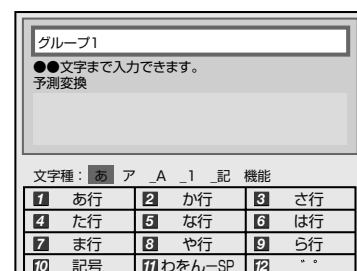 グループ1
●●文字まで入力できます。
予測変換
文字種： あ ア _A _1 _記 機能
1 あ行 2 か行 3 さ行
4 た行 5 な行 6 は行
7 ま行 8 や行 9 ら行
10 記号 11 わをん―SP 12 ゛゜